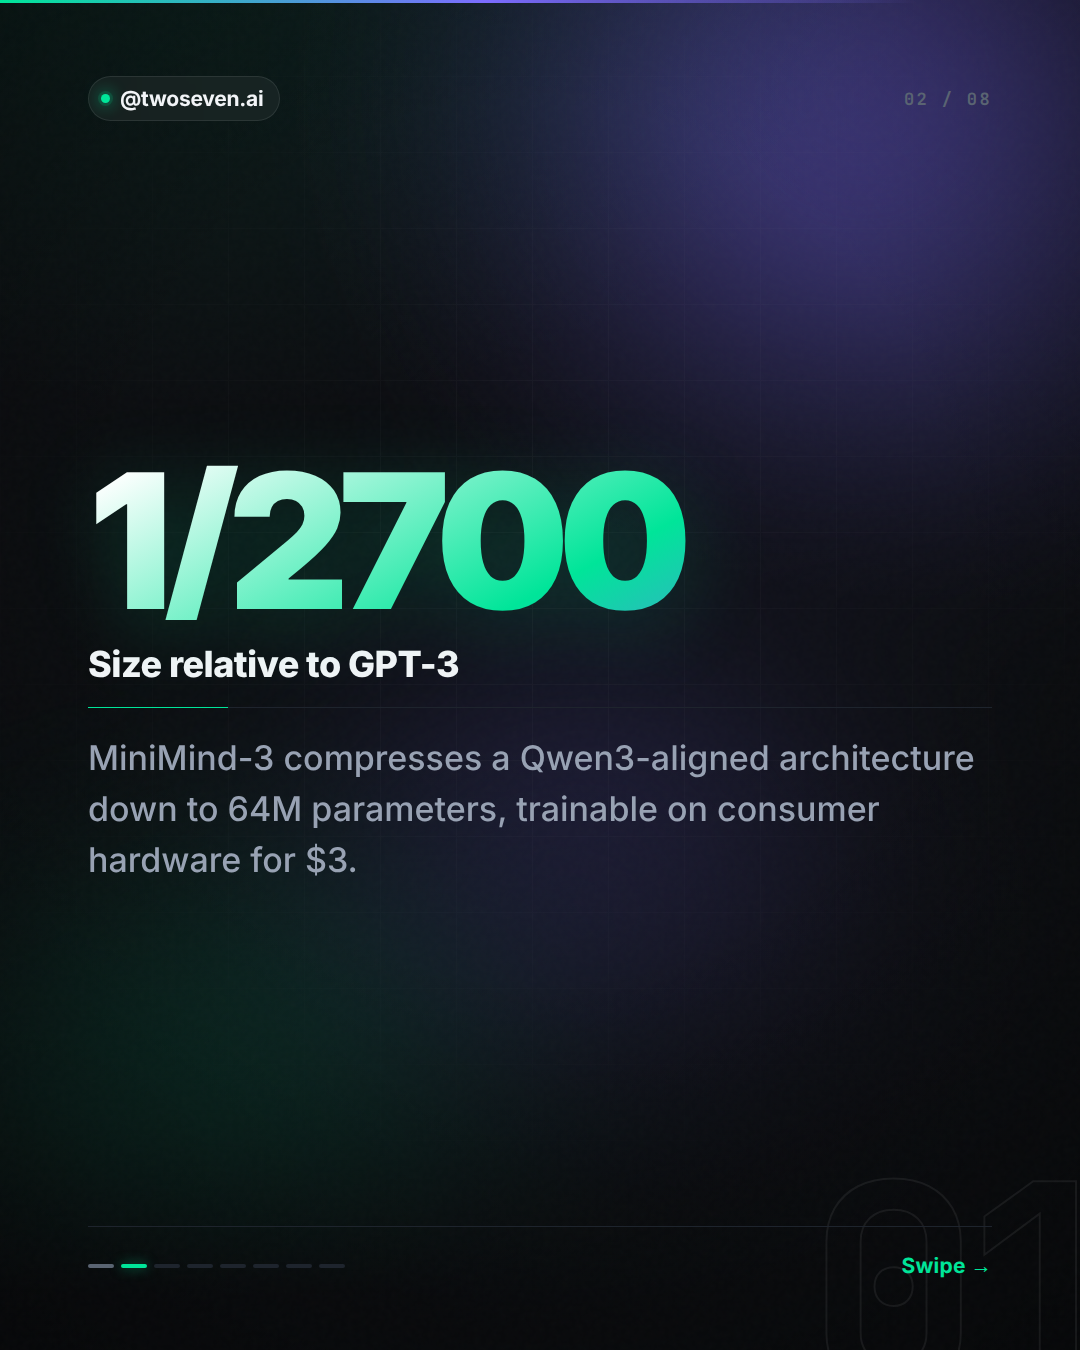 @twoseven.ai
02 / 08
1/2700
Size relative to GPT-3
MiniMind-3 compresses a Qwen3-aligned architecture
down to 64M parameters, trainable on consumer
hardware for $3.
01
Swipe →